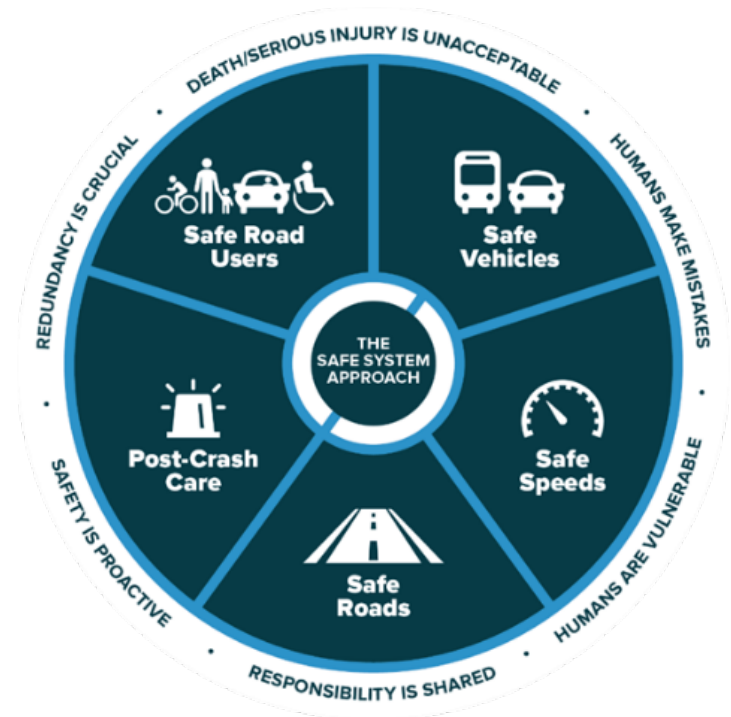 DEATH/SERIOUS INJURY IS UNACCEPTABLE
HUMANS MAKE MISTAKES
HUMANS ARE VULNERABLE
RESPONSIBILITY IS SHARED
SAFETY IS PROACTIVE
REDUNDANCY IS CRUCIAL
Safe Road
Users
Safe
Vehicles
Safe
Speeds
Safe
Roads
Post-Crash
Care
THE
SAFE SYSTEM
APPROACH